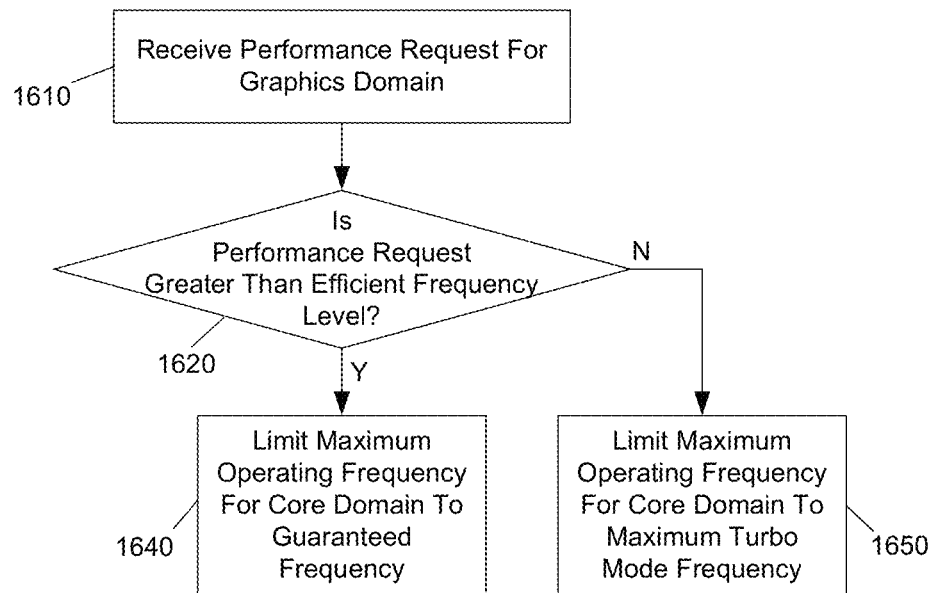 Receive Performance Request For
Graphics Domain
1610
Is
Performance Request
Greater Than Efficient Frequency
Level?
N
1620
Y
Limit Maximum
Operating Frequency
For Core Domain To
Guaranteed
Frequency
1640
Limit Maximum
Operating Frequency
For Core Domain To
Maximum Turbo
Mode Frequency
1650